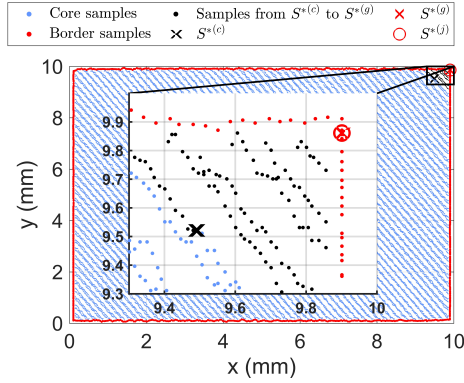 Core samples Samples from S*(c) to S*(g) S*(g)
Border samples S*(c) S*(j)
10
8
6
4
2
0
y (mm)
9.9
9.8
9.7
9.6
9.5
9.4
9.3
9.4 9.6 9.8 10
0 2 4 6 8 10
x (mm)